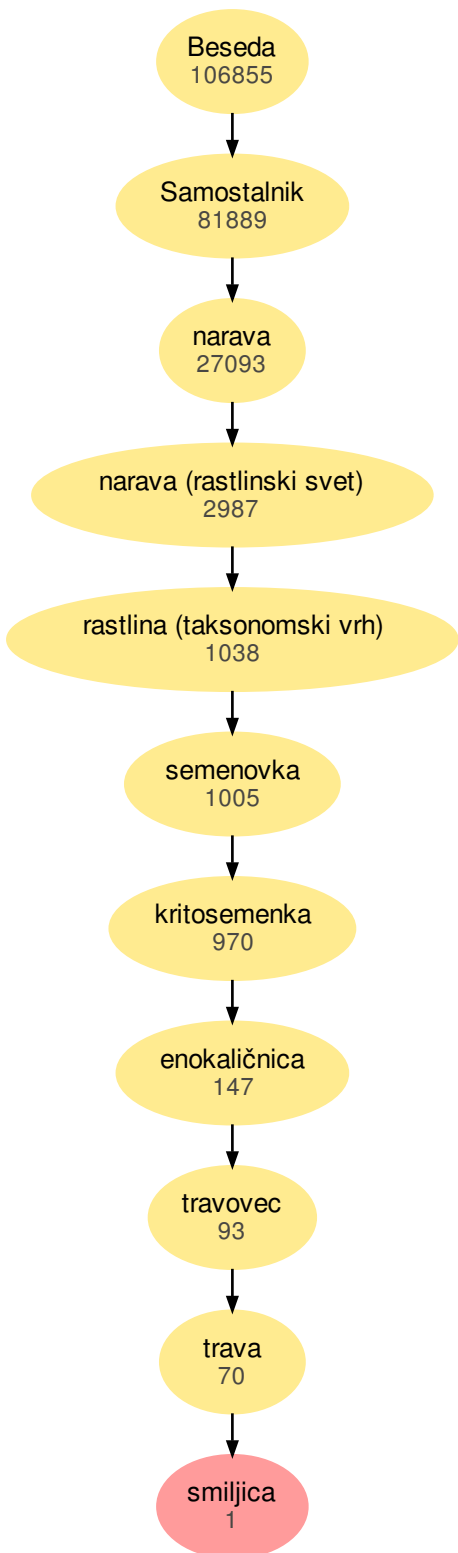 Beseda
106855
Samostalnik
81889
narava
27093
narava (rastlinski svet)
2987
rastlina (taksonomski vrh)
1038
semenovka
1005
kritosemenka
970
enokaličnica
147
travovec
93
trava
70
smiljica
1